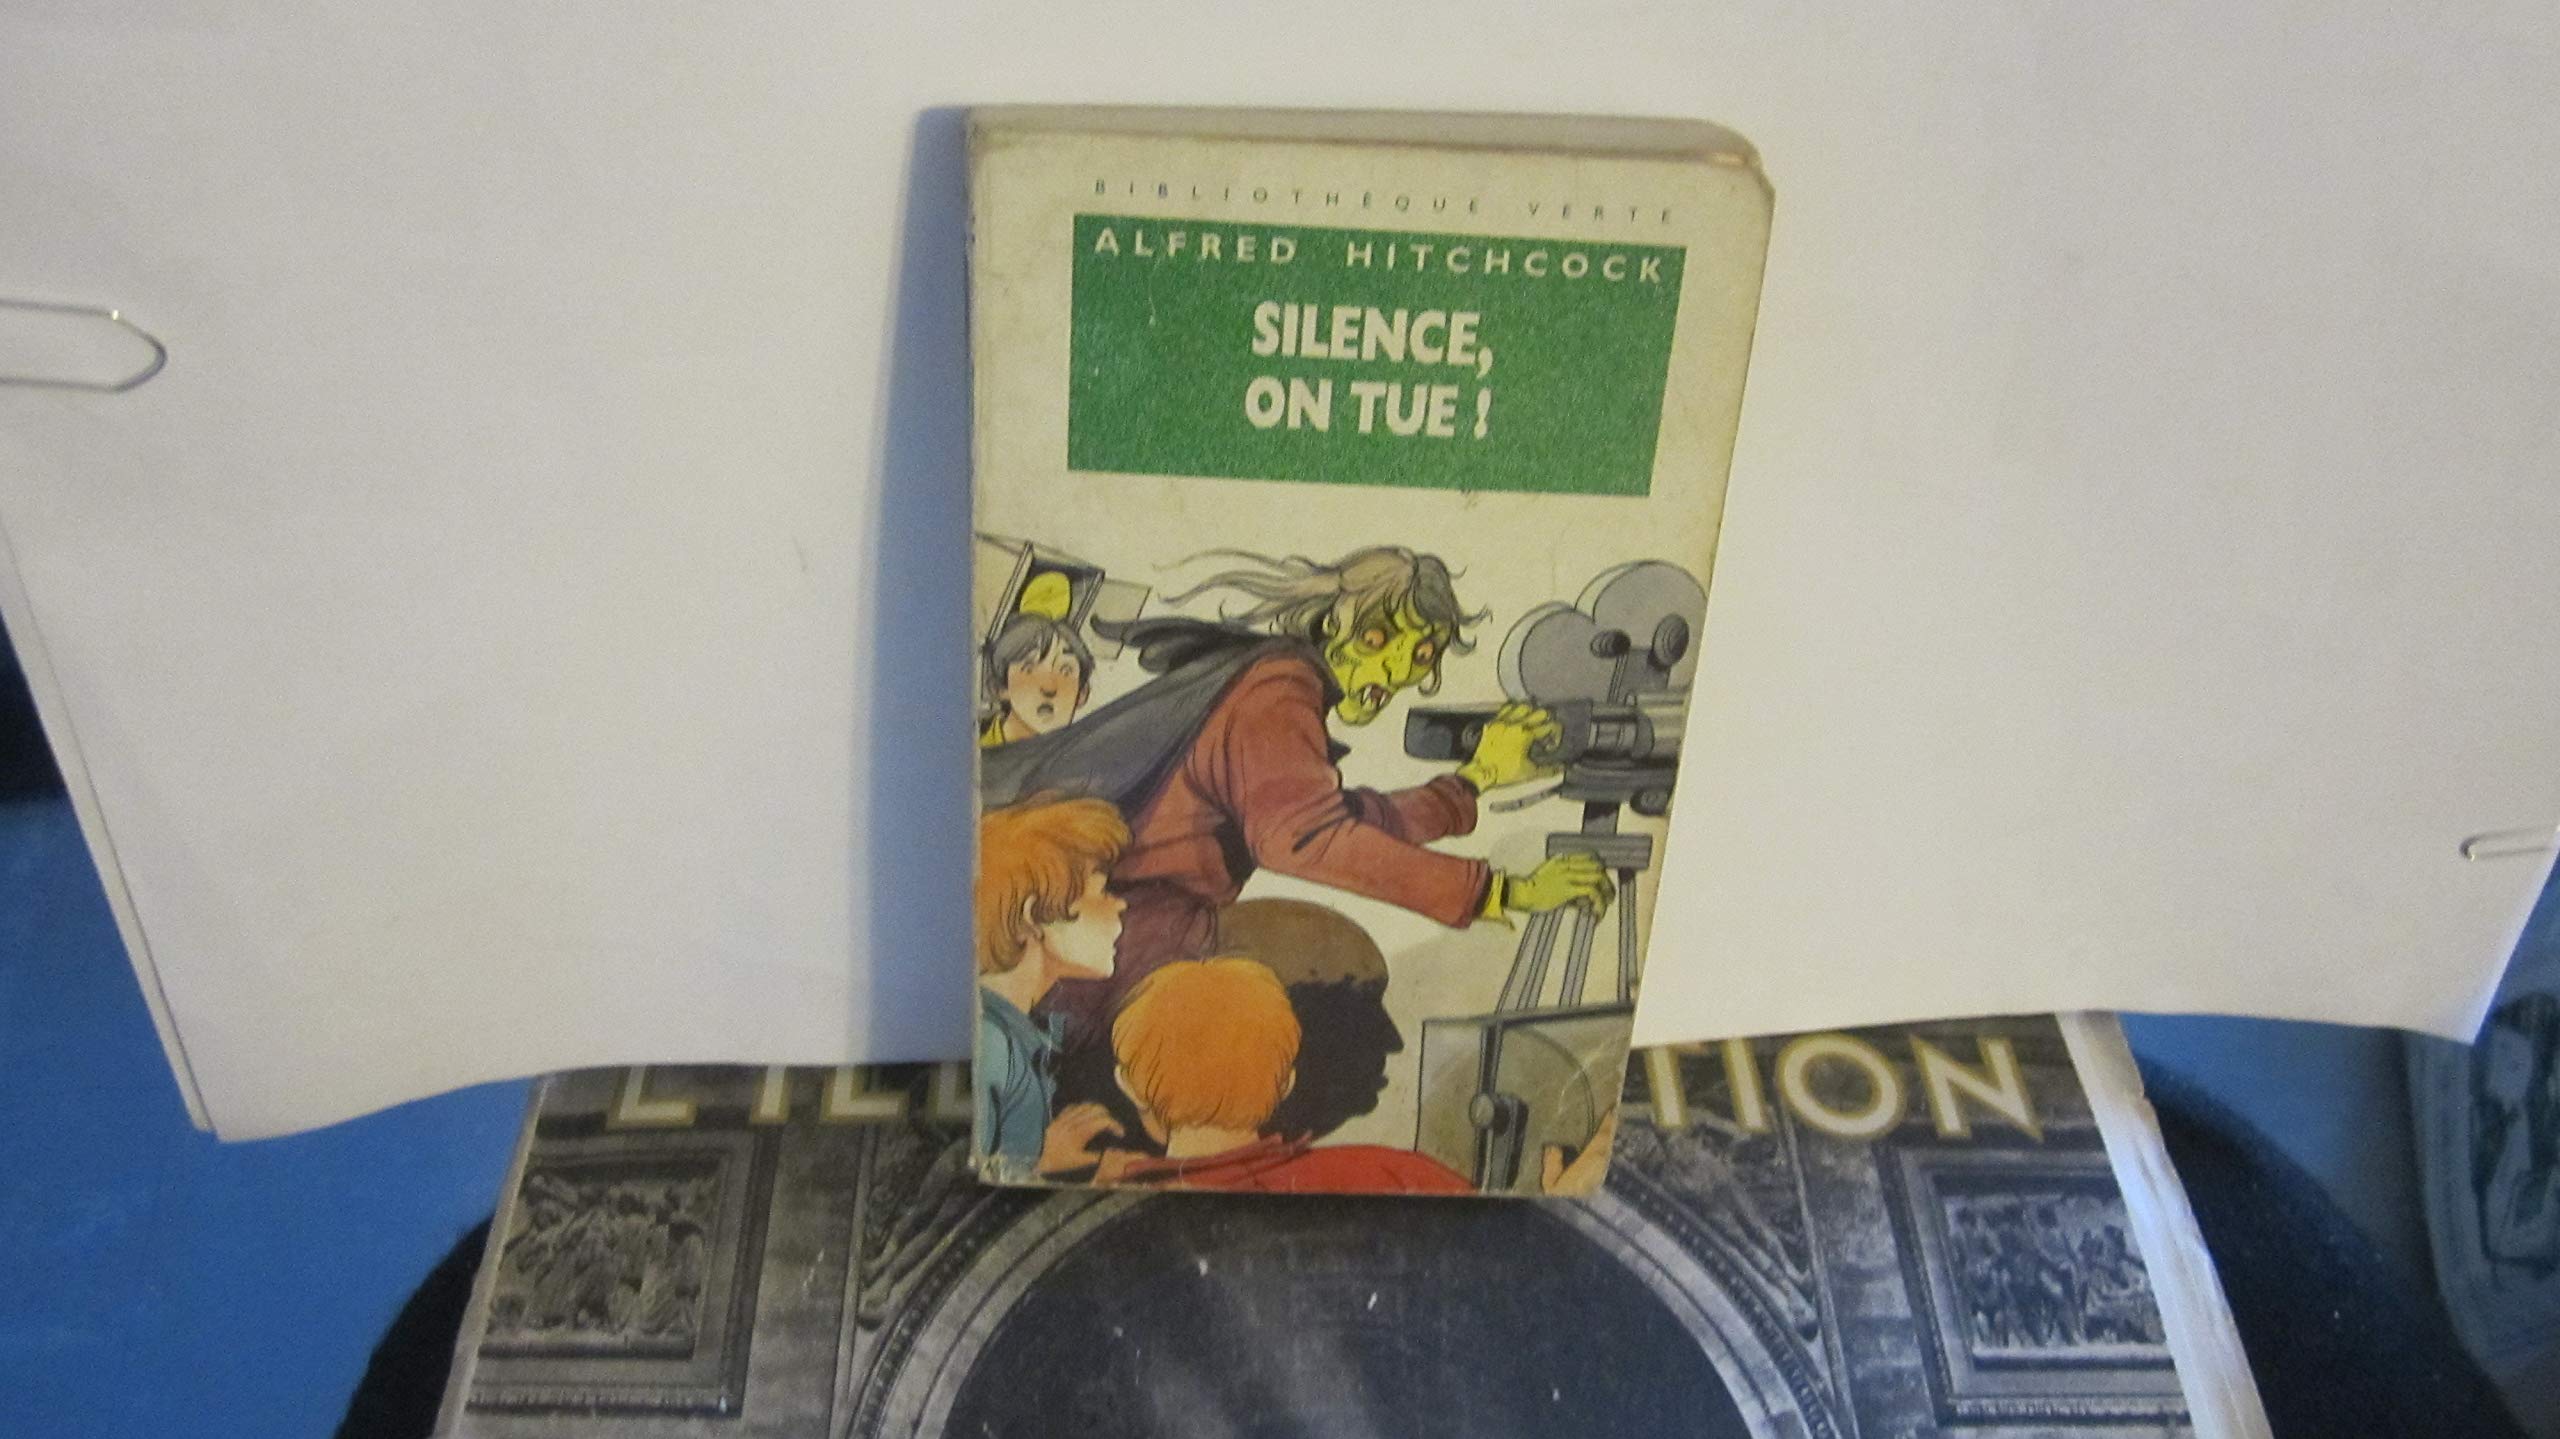 BIBLIOTHÈQUE VERTE
ALFRED HITCHCOCK
SILENCE,
ON TUE !